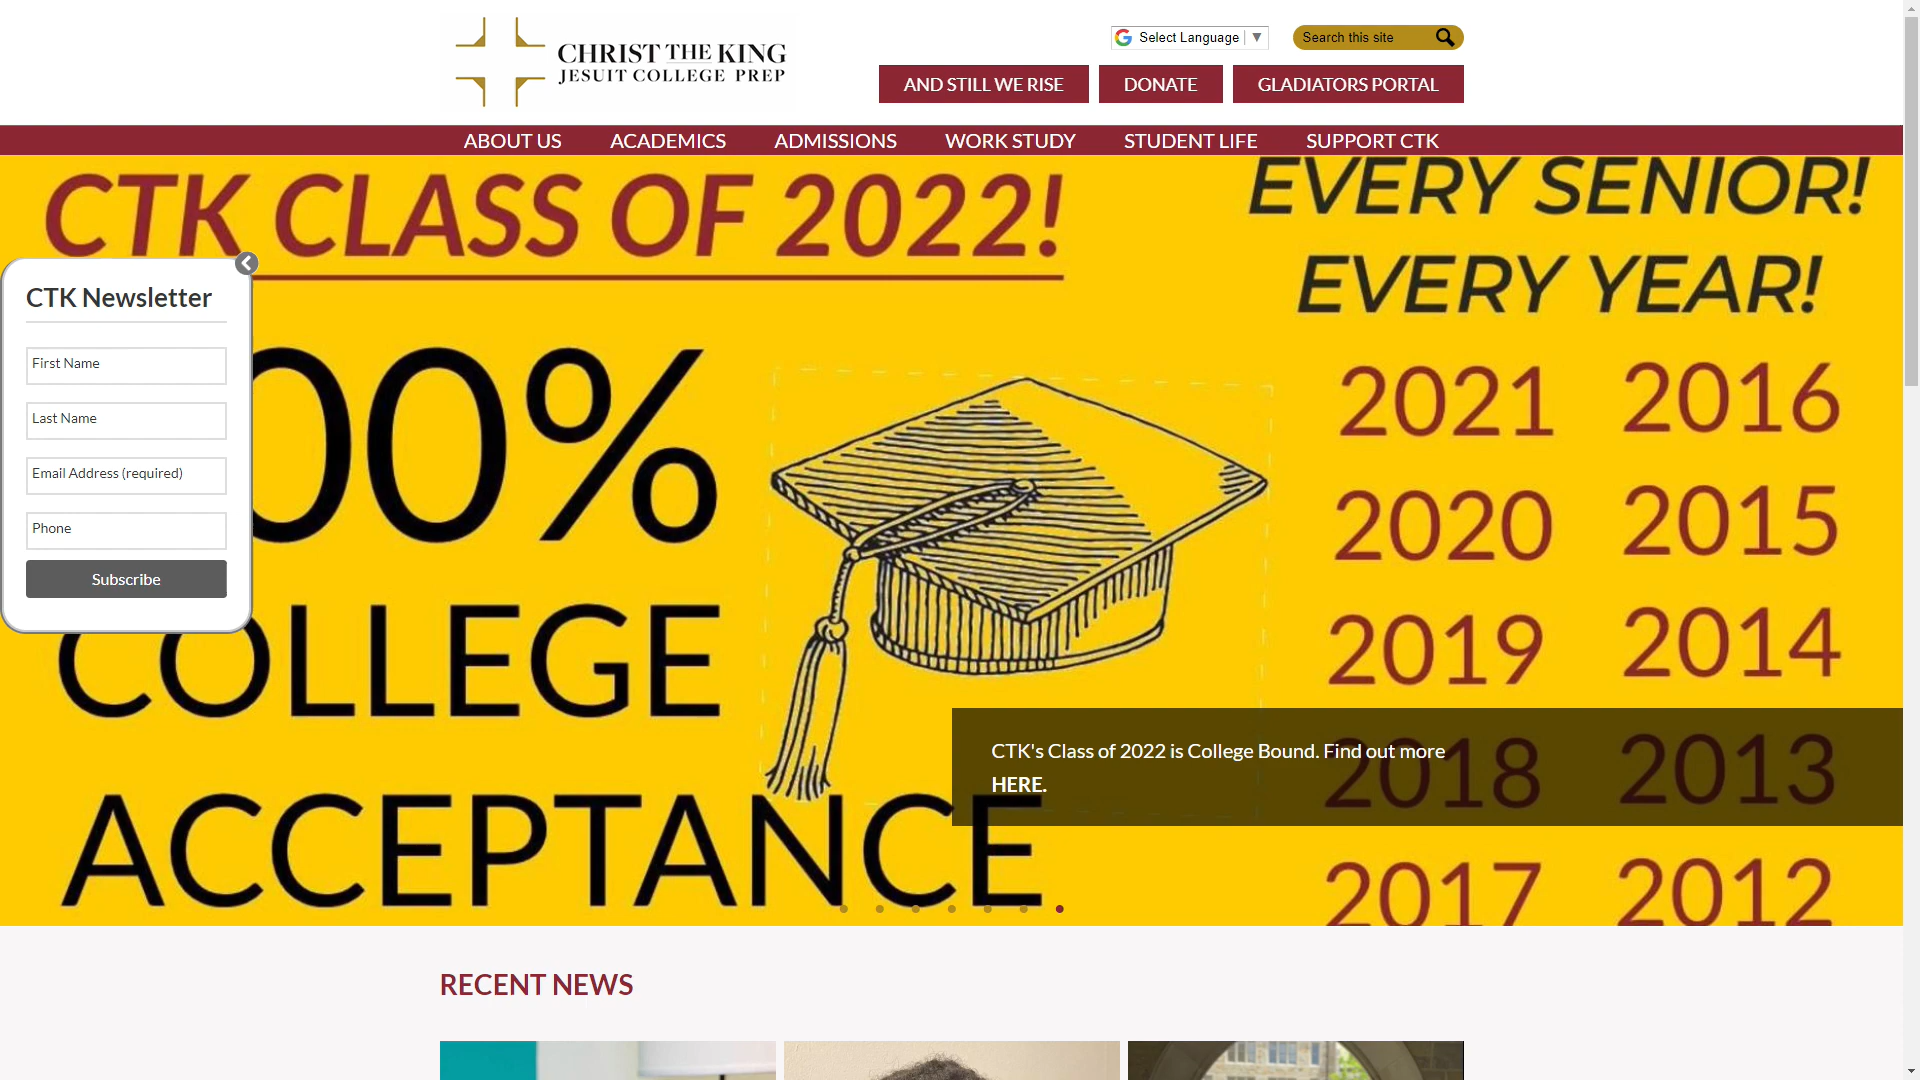 CHRIST THE KING
JESUIT COLLEGE PREP
Select Language ▼
Search this site
AND STILL WE RISE
DONATE
GLADIATORS PORTAL
ABOUT US
ACADEMICS
ADMISSIONS
WORK STUDY
STUDENT LIFE
SUPPORT CTK
CTK CLASS OF 2022!
EVERY SENIOR!
EVERY YEAR!
CTK Newsletter
First Name
Last Name
Email Address (required)
Phone
Subscribe
00%
COLLEGE
ACCEPTANCE
2021 2016
2020 2015
2019 2014
2018 2013
2017 2012
CTK's Class of 2022 is College Bound. Find out more
HERE.
RECENT NEWS